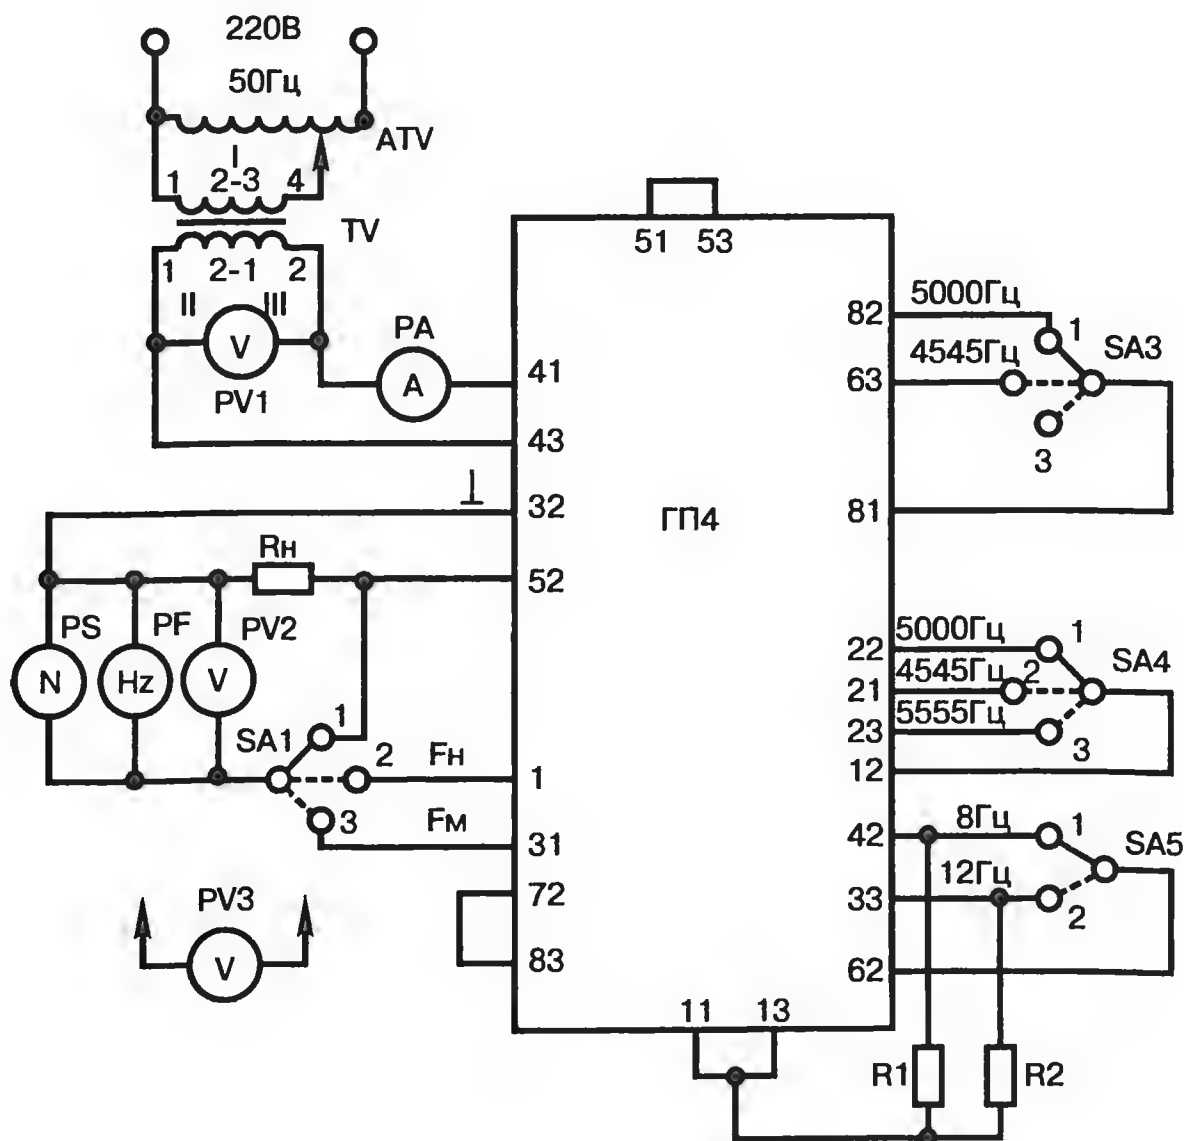 220В
50Гц
ATV
I
1 2-3 4
TV
1 2-1 2
II III
V
PV1
PA
A
41
43
⊥
32
Rн
52
PS PF PV2
N Hz V
SA1 1
2 Fн 1
3 Fм 31
72
83
PV3
V
51 53
ГП4
11 13
82 5000Гц 1 SA3
63 4545Гц
3
81
22 5000Гц 1 SA4
21 4545Гц 2
23 5555Гц 3
12
42 8Гц 1 SA5
33 12Гц 2
62
R1 R2